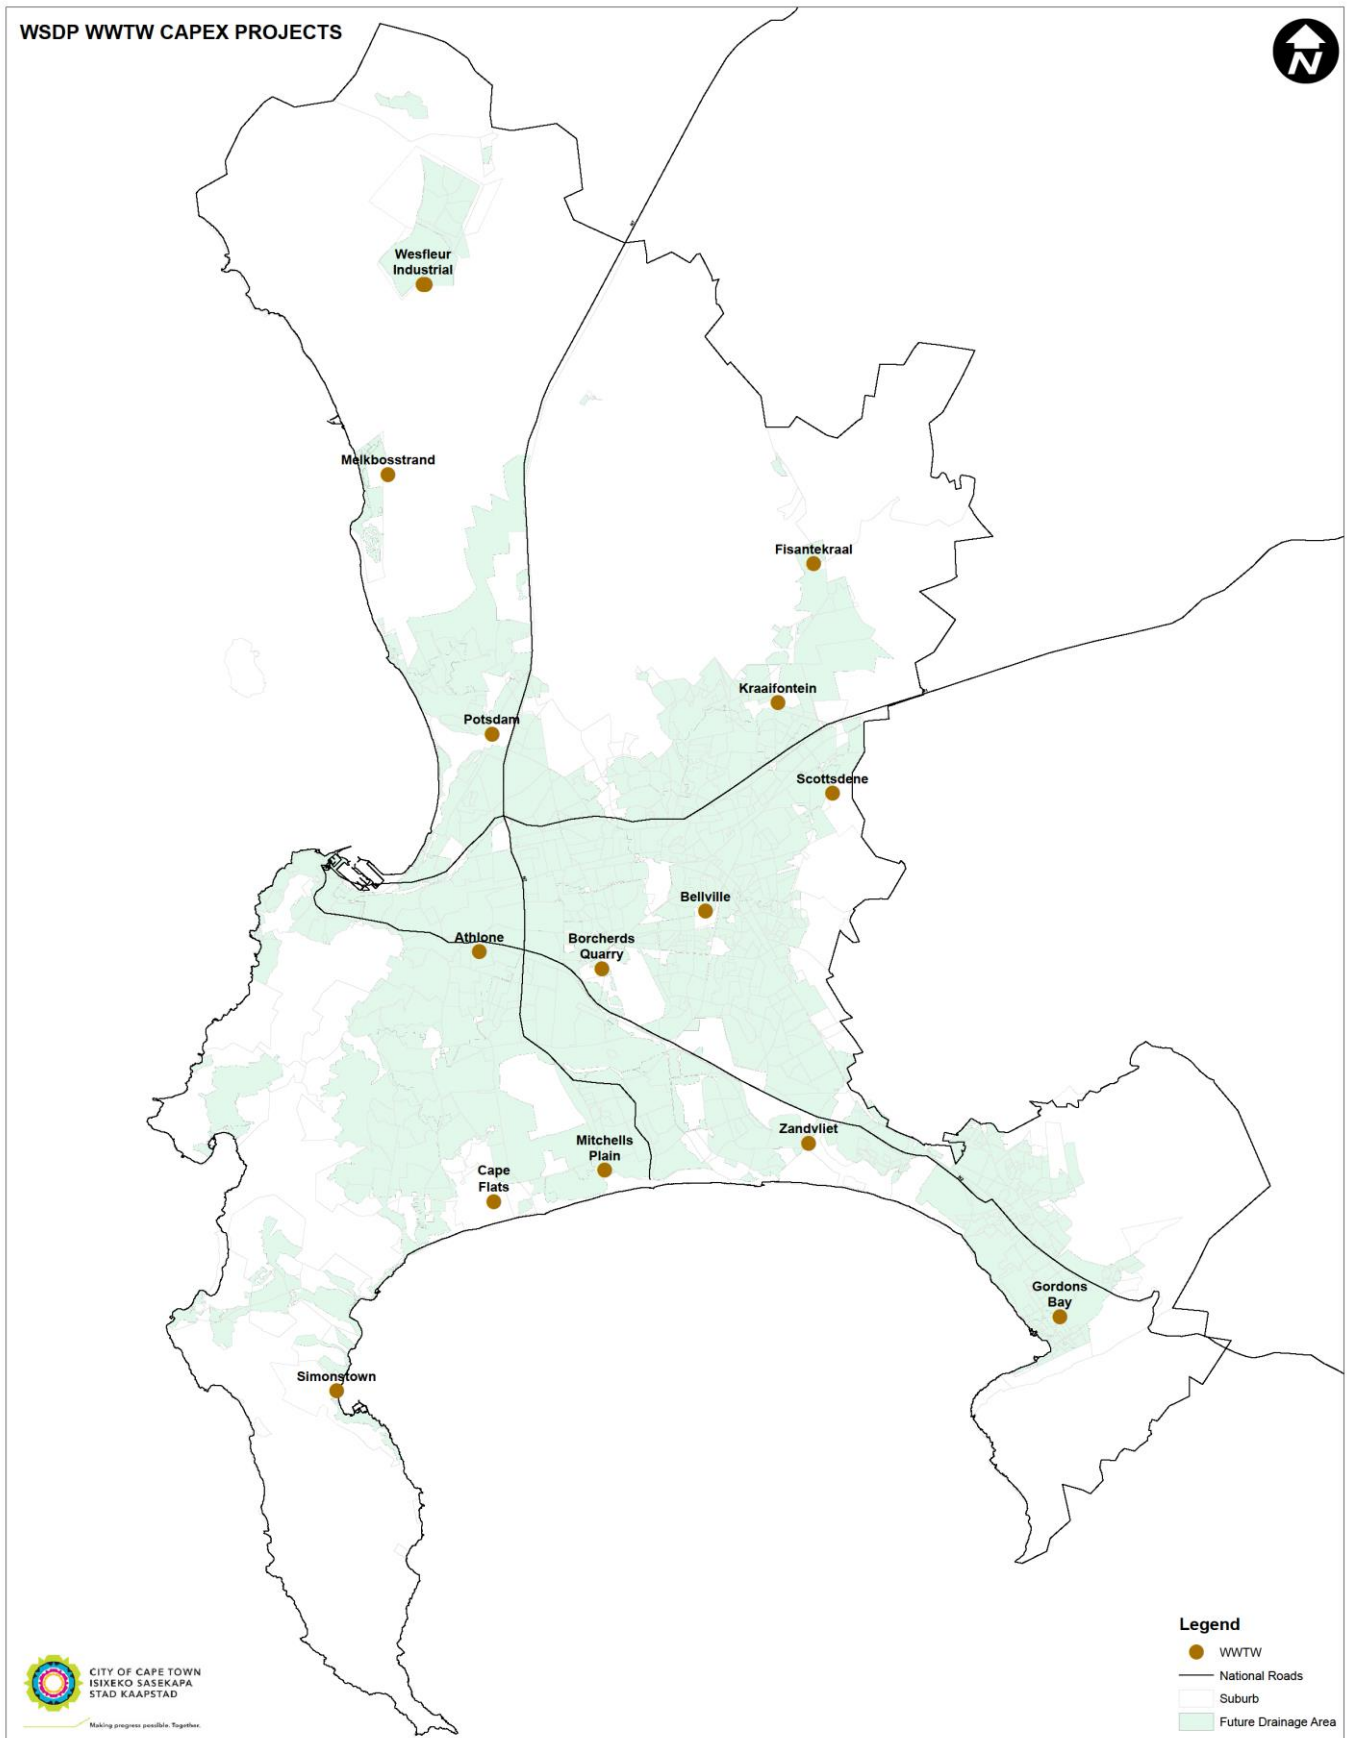 WSDP WWTW CAPEX PROJECTS
N
Wesfleur
Industrial
Melkbosstrand
Fisantekraal
Kraaifontein
Potsdam
Scottsdene
Bellville
Athlone
Borcherds
Quarry
Zandvliet
Mitchells
Plain
Cape
Flats
Gordons
Bay
Simonstown
Legend
WWTW
National Roads
Suburb
Future Drainage Area
CITY OF CAPE TOWN
ISIXEKO SASEKAPA
STAD KAAPSTAD
Making progress possible. Together.